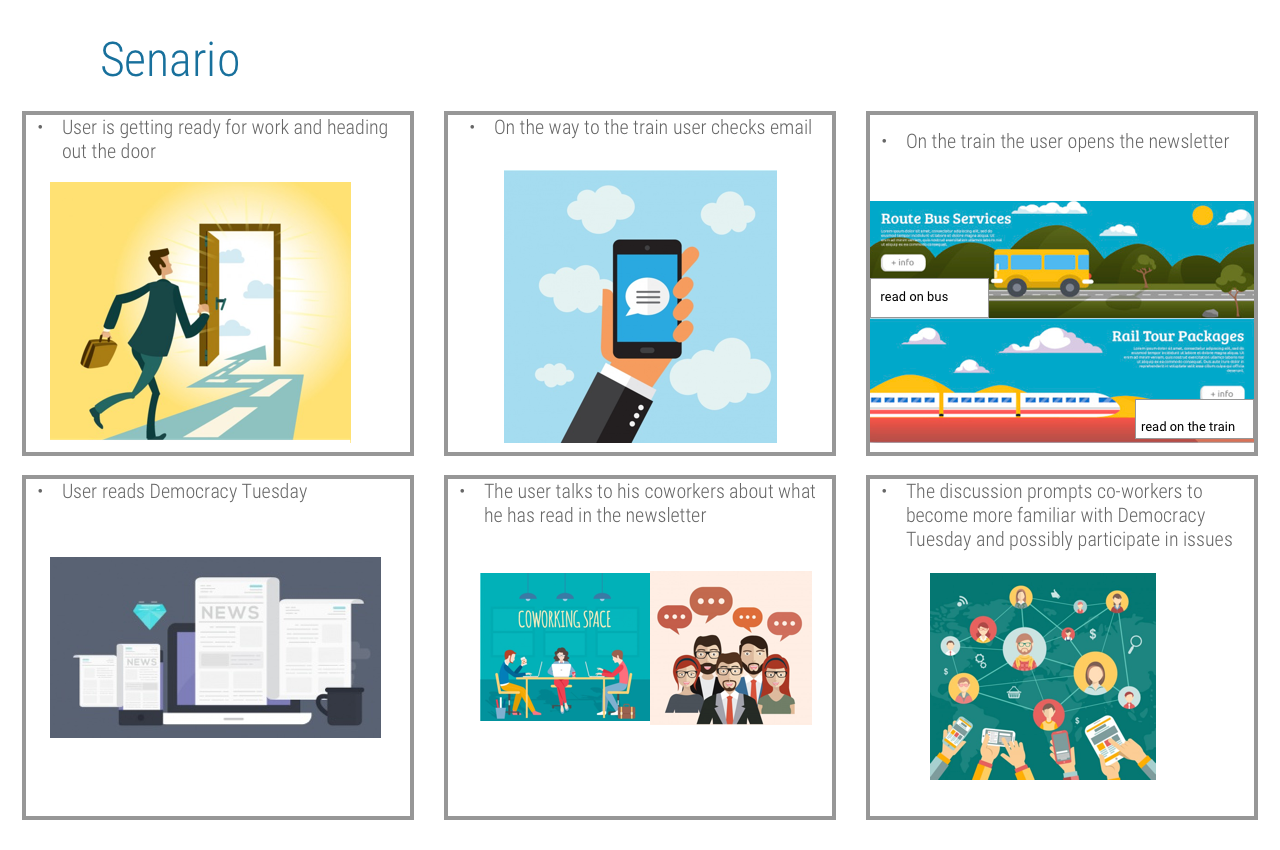 Senario
• User is getting ready for work and heading
out the door
• On the way to the train user checks email
• On the train the user opens the newsletter
Route Bus Services
+ info
read on bus
Rail Tour Packages
+ info
read on the train
• User reads Democracy Tuesday
NEWS
NEWS
• The user talks to his coworkers about what
he has read in the newsletter
COWORKING SPACE
• The discussion prompts co-workers to
become more familiar with Democracy
Tuesday and possibly participate in issues
$
$
$